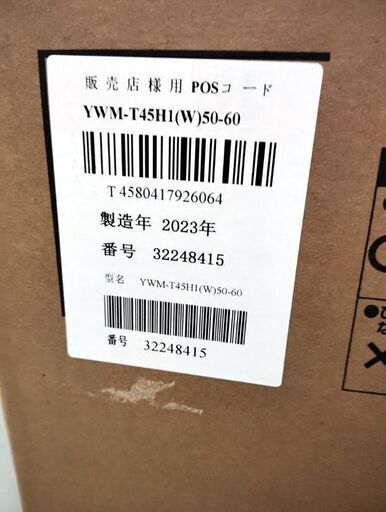 販売店様用 POSコード
YWM-T45H1(W)50-60
T 4580417926064
製造年 2023年
番号 32248415
型名 YWM-T45H1(W)50-60
番号 32248415